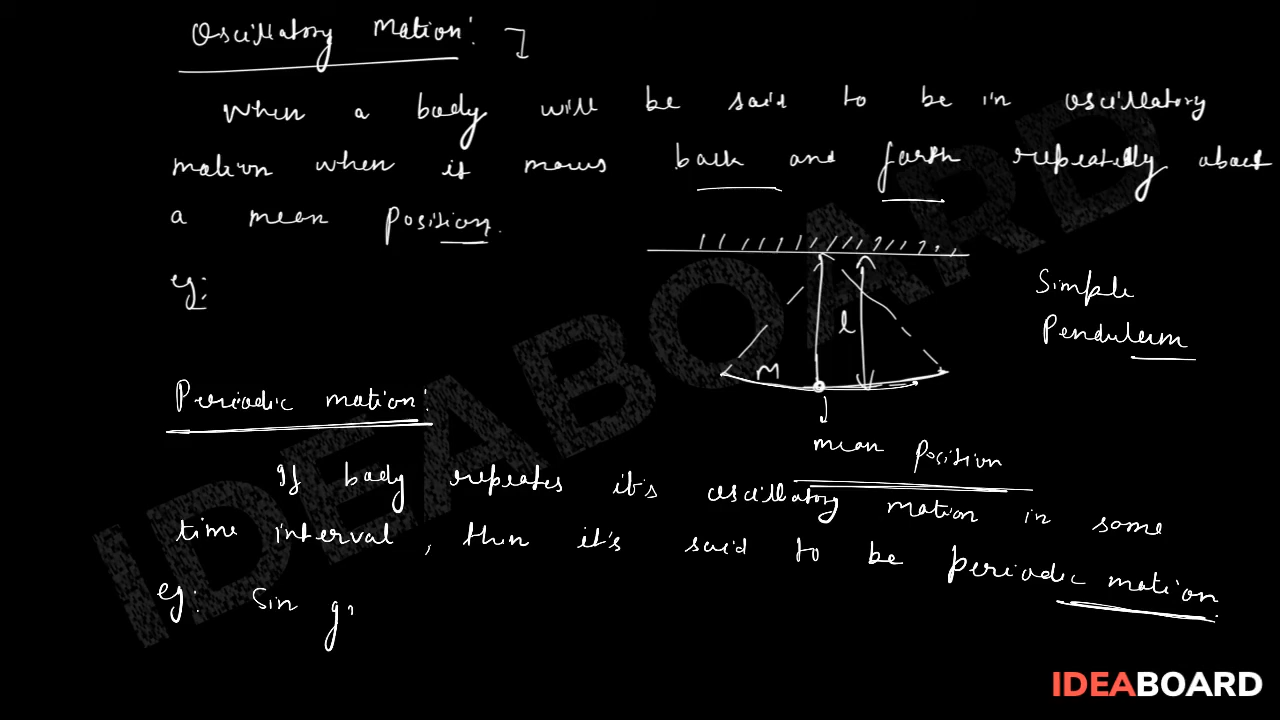 Oscillatory Motion:
When a body will be said to be in oscillatory
motion when it moves back and forth repeatedly about
a mean position.
eg:
Simple
Pendulum
l
M
mean position
Periodic motion:
If body repeates it's oscillatory motion in some
time interval, then it's said to be periodic motion.
eg: Sin
IDEABOARD
IDEABOARD